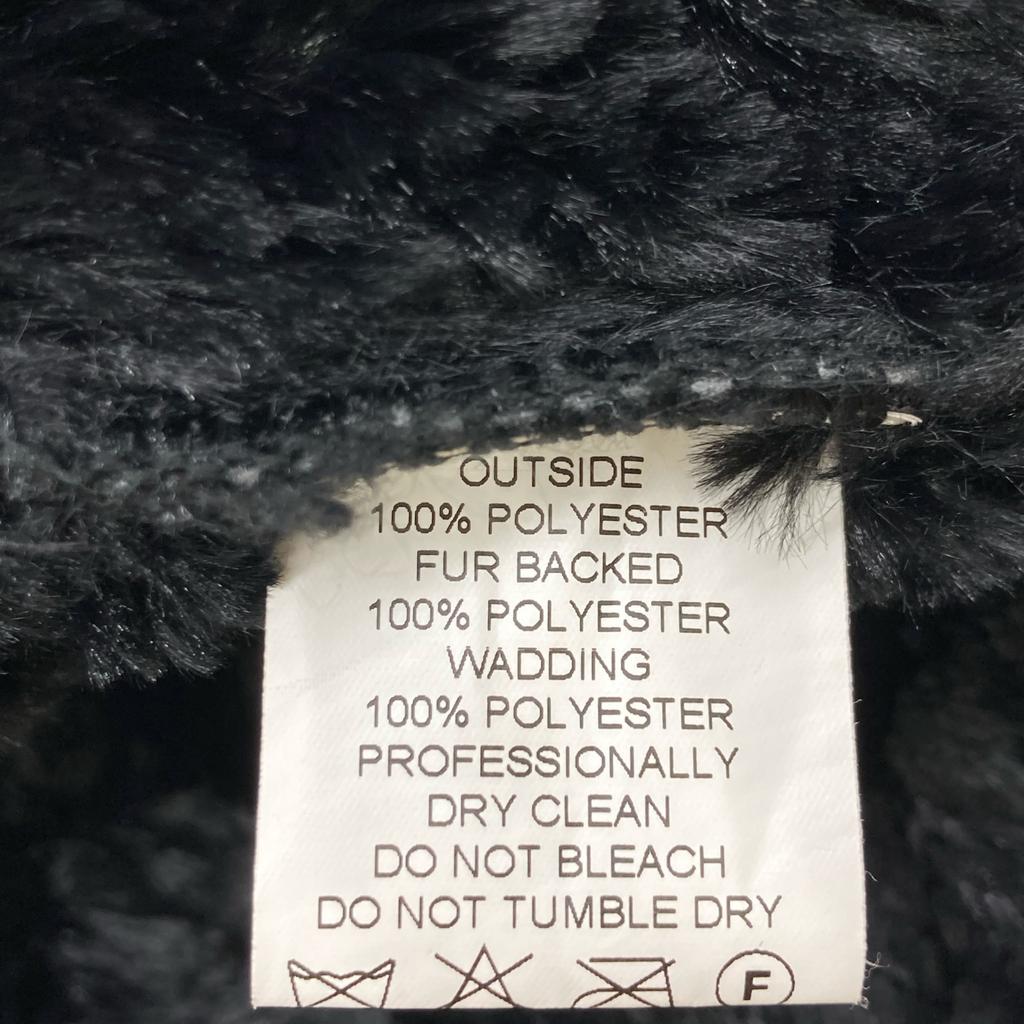 OUTSIDE
100% POLYESTER
FUR BACKED
100% POLYESTER
WADDING
100% POLYESTER
PROFESSIONALLY
DRY CLEAN
DO NOT BLEACH
DO NOT TUMBLE DRY
F